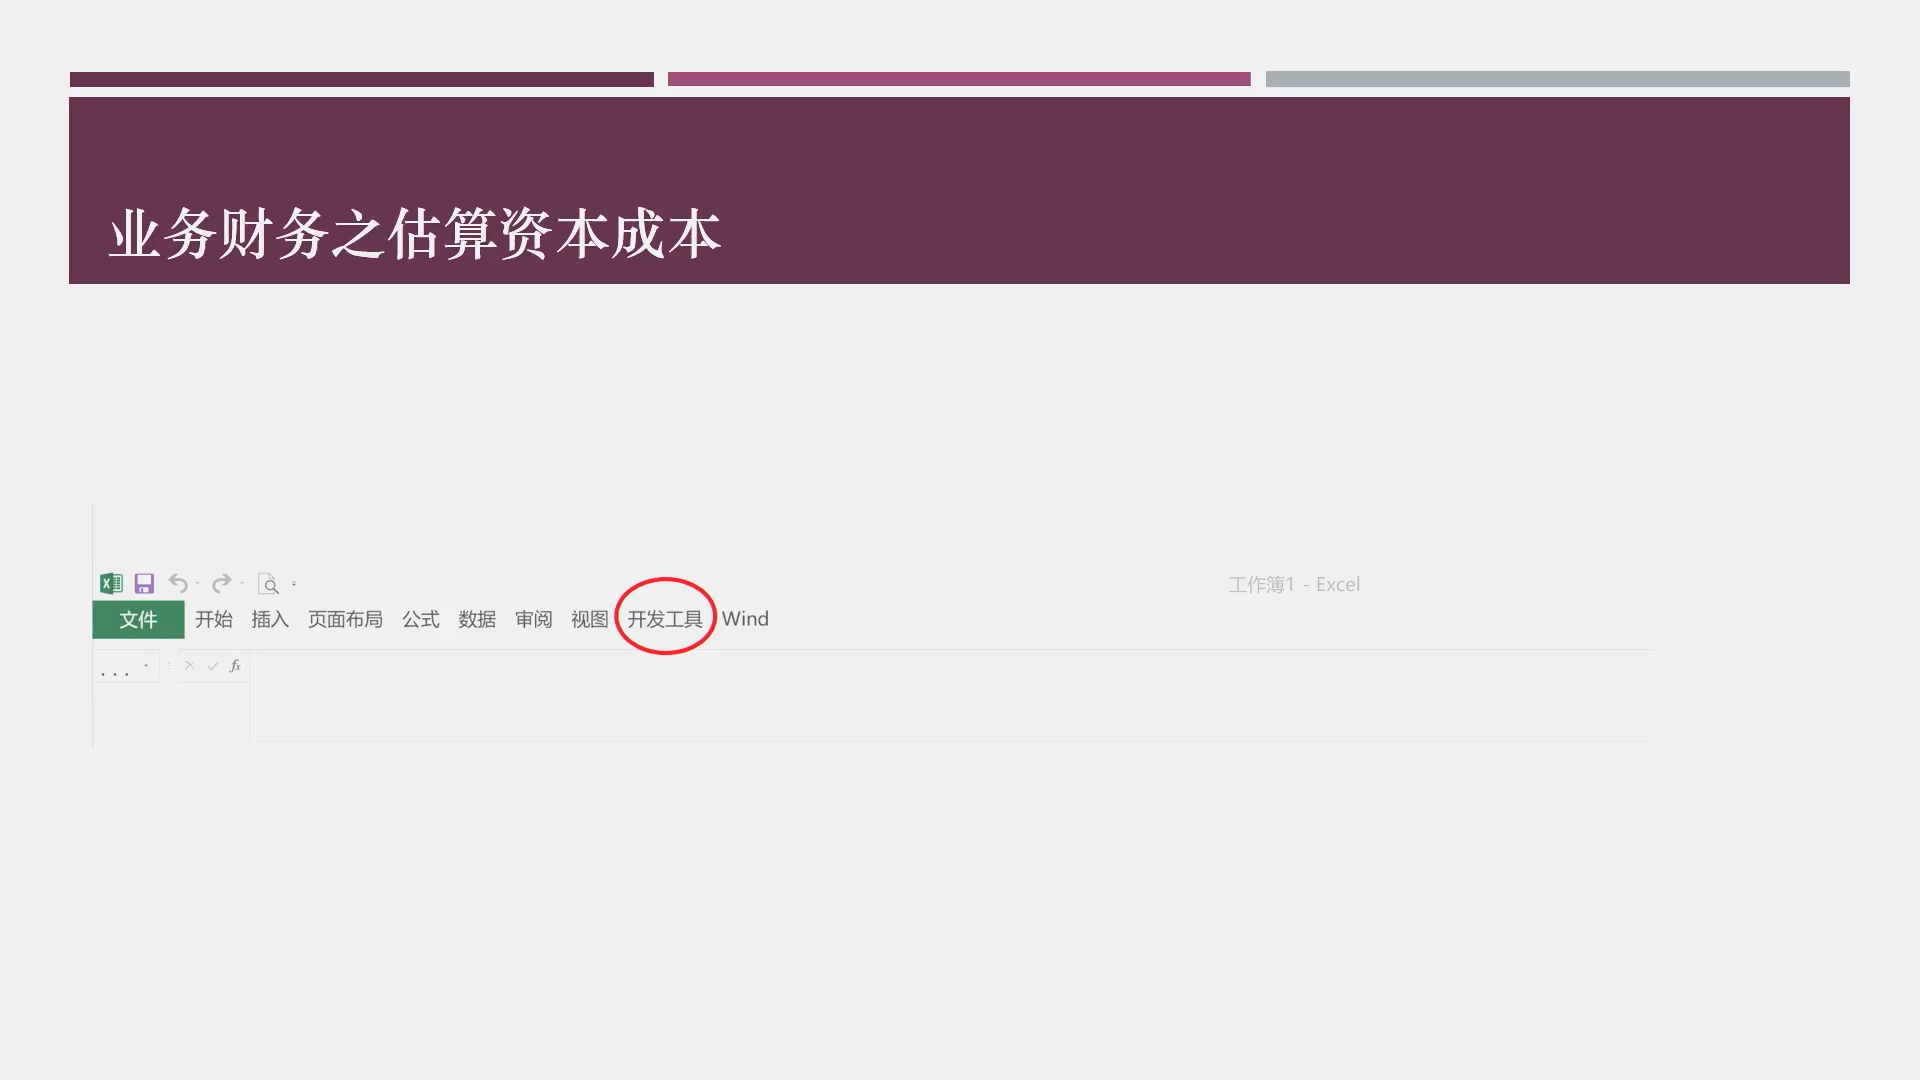 业务财务之估算资本成本
工作簿1 - Excel
文件 开始 插入 页面布局 公式 数据 审阅 视图 开发工具 Wind
... fx